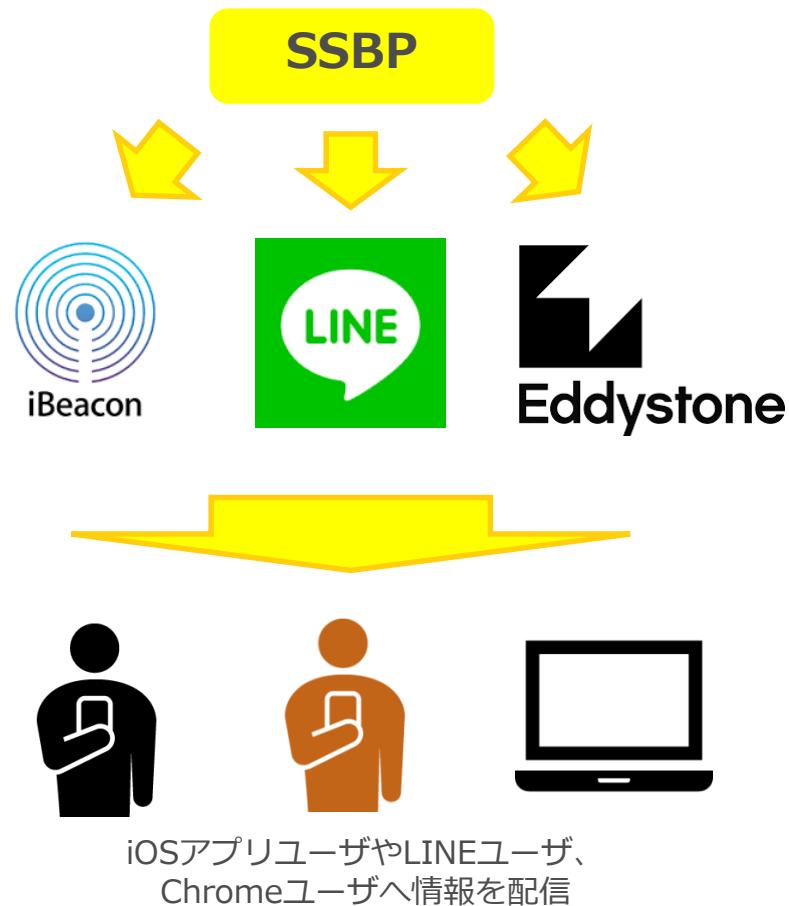 SSBP
iBeacon
LINE
Eddystone
iOSアプリユーザやLINEユーザ、
Chromeユーザへ情報を配信